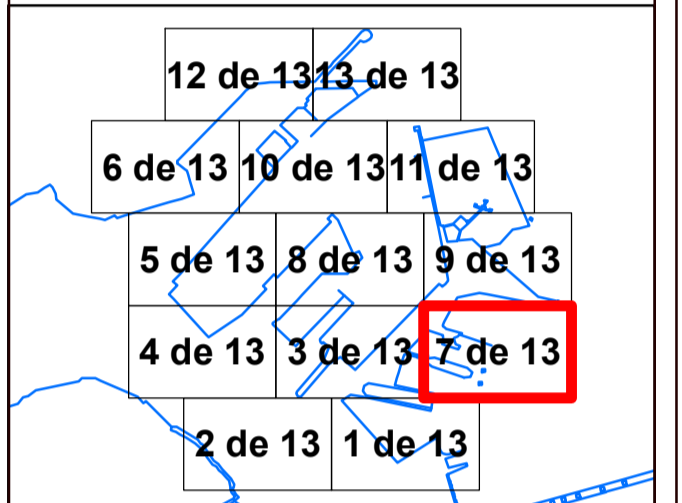 12 de 13 13 de 13
6 de 13 10 de 13 11 de 13
5 de 13 8 de 13 9 de 13
4 de 13 3 de 13 7 de 13
2 de 13 1 de 13